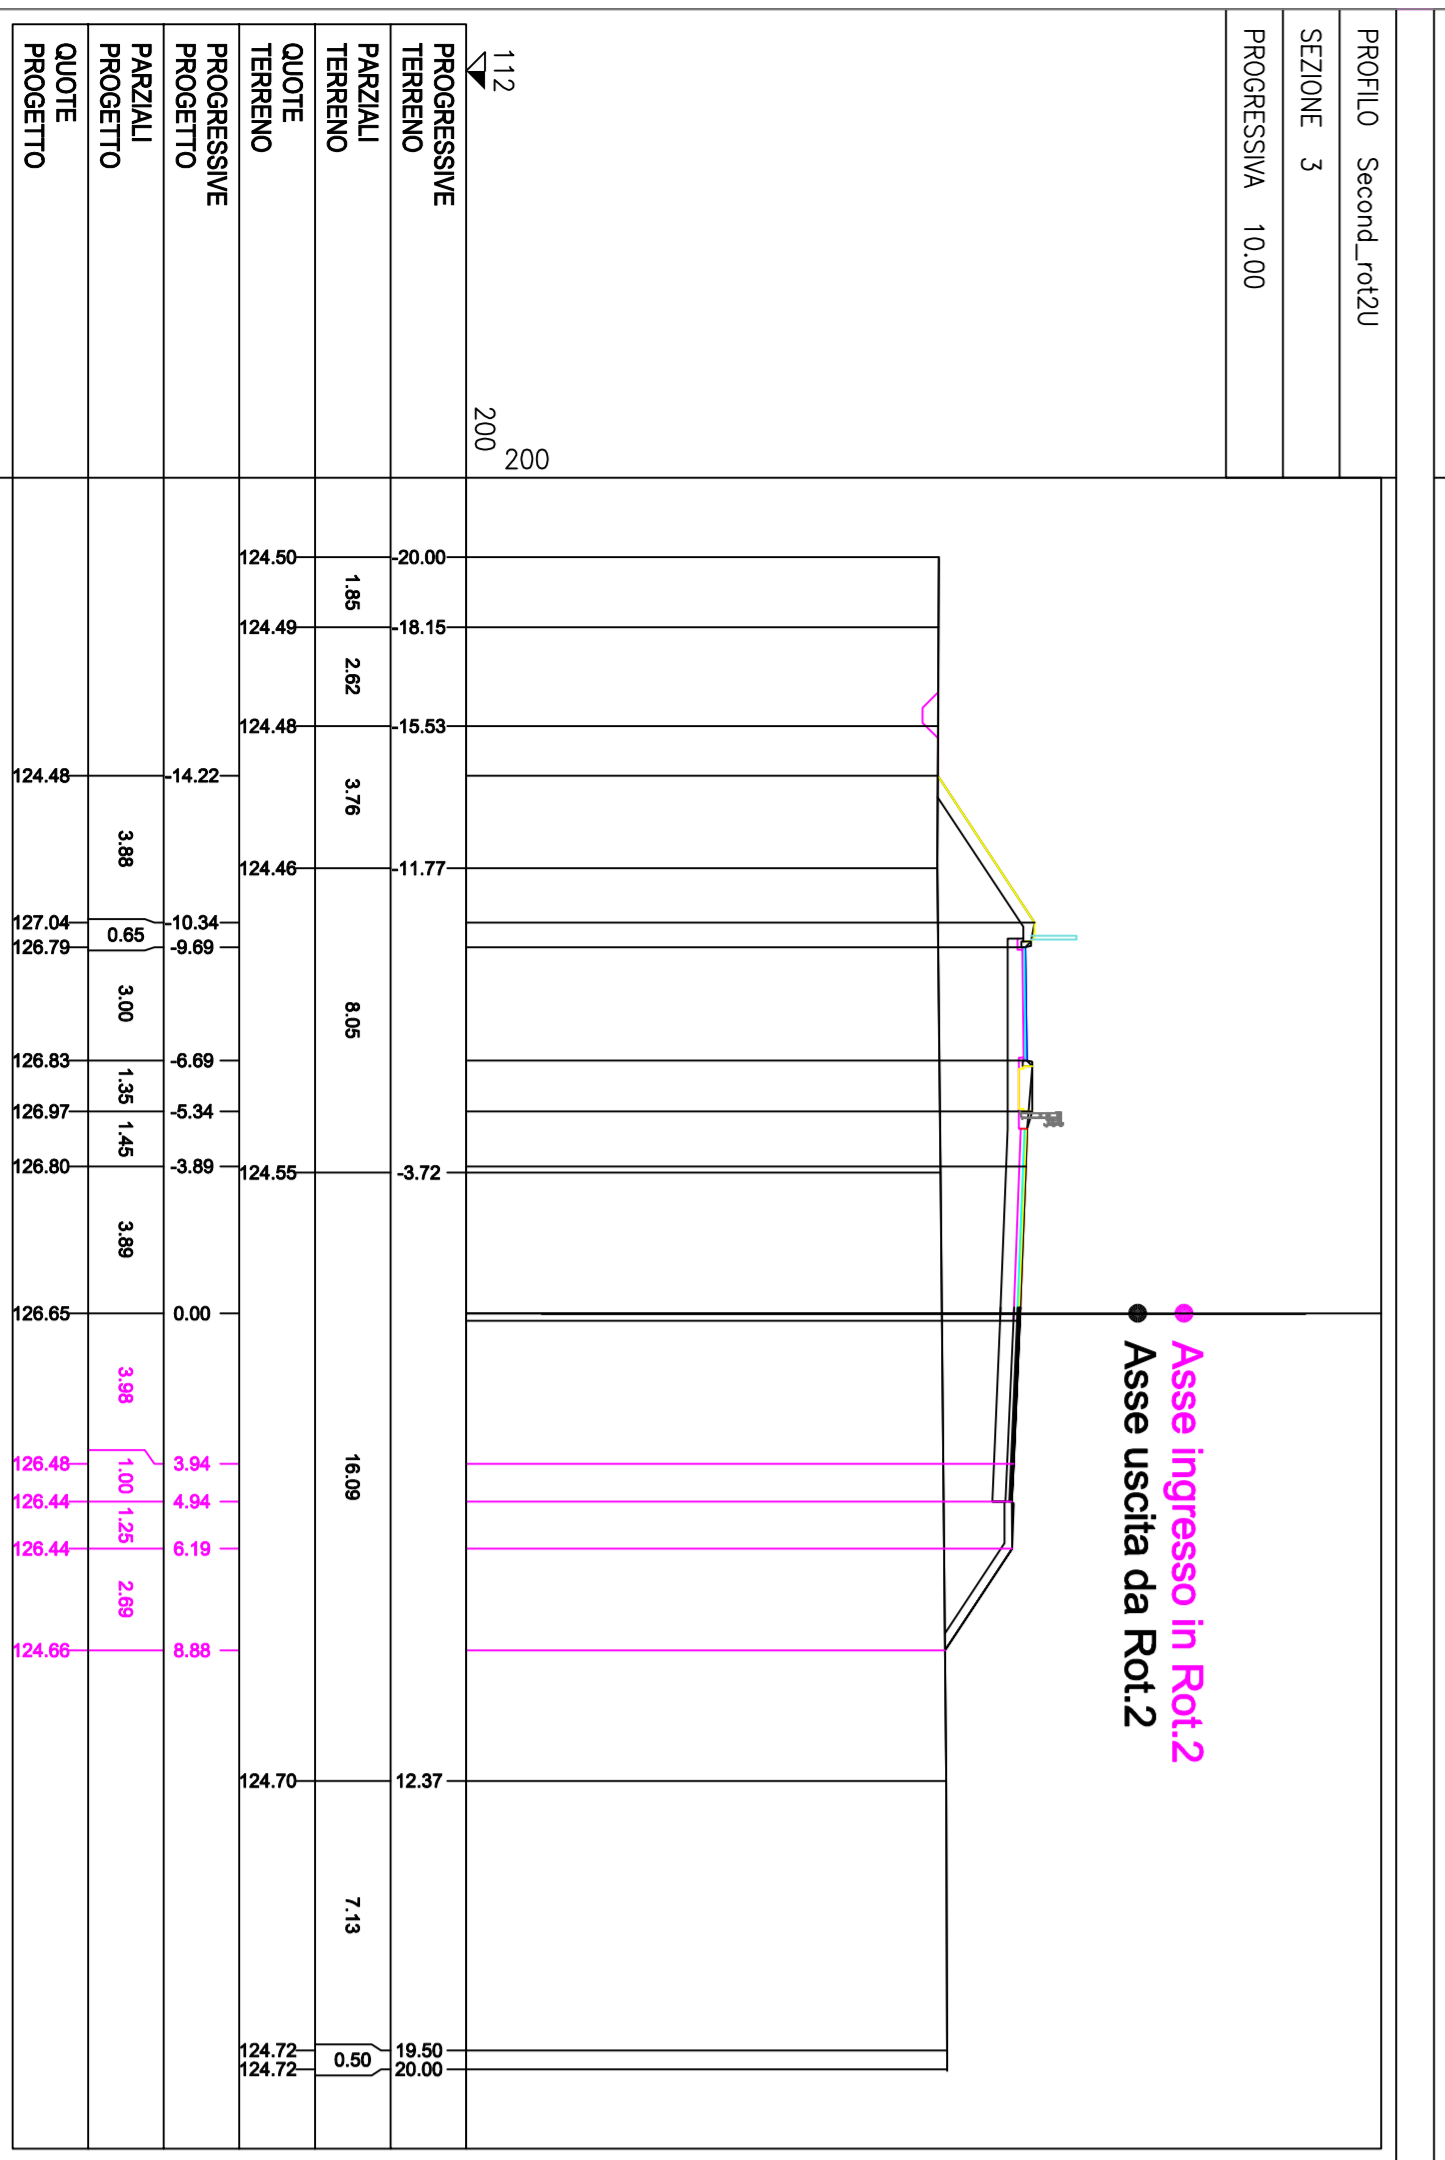 PROFILO Second_rot2U
SEZIONE 3
PROGRESSIVA 10.00
Asse ingresso in Rot.2
Asse uscita da Rot.2
200
200
112
PROGRESSIVE
TERRENO
-20.00 -18.15 -15.53 -11.77 -3.72 12.37 19.50 20.00
PARZIALI
TERRENO
1.85 2.62 3.76 8.05 16.09 7.13 0.50
QUOTE
TERRENO
124.50 124.49 124.48 124.46 124.55 124.70 124.72 124.72
PROGRESSIVE
PROGETTO
-14.22 -10.34 -9.69 -6.69 -5.34 -3.89 0.00 3.94 4.94 6.19 8.88
PARZIALI
PROGETTO
3.88 0.65 3.00 1.35 1.45 3.89 3.98 1.00 1.25 2.69
QUOTE
PROGETTO
124.48 127.04 126.79 126.83 126.97 126.80 126.65 126.48 126.44 126.44 124.66